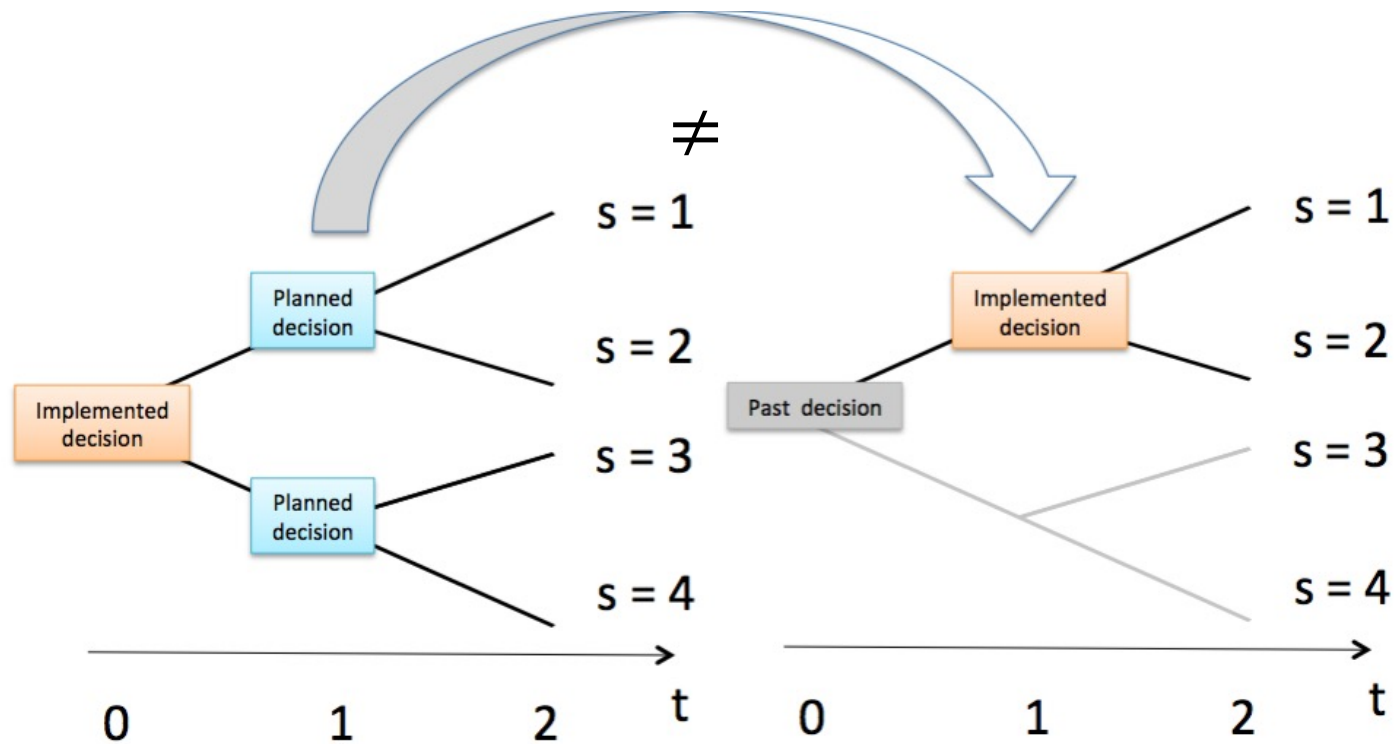 ≠
s = 1
Planned
decision
s = 2
Implemented
decision
s = 3
Planned
decision
s = 4
0 1 2 t
s = 1
Implemented
decision
s = 2
Past decision
s = 3
s = 4
0 1 2 t